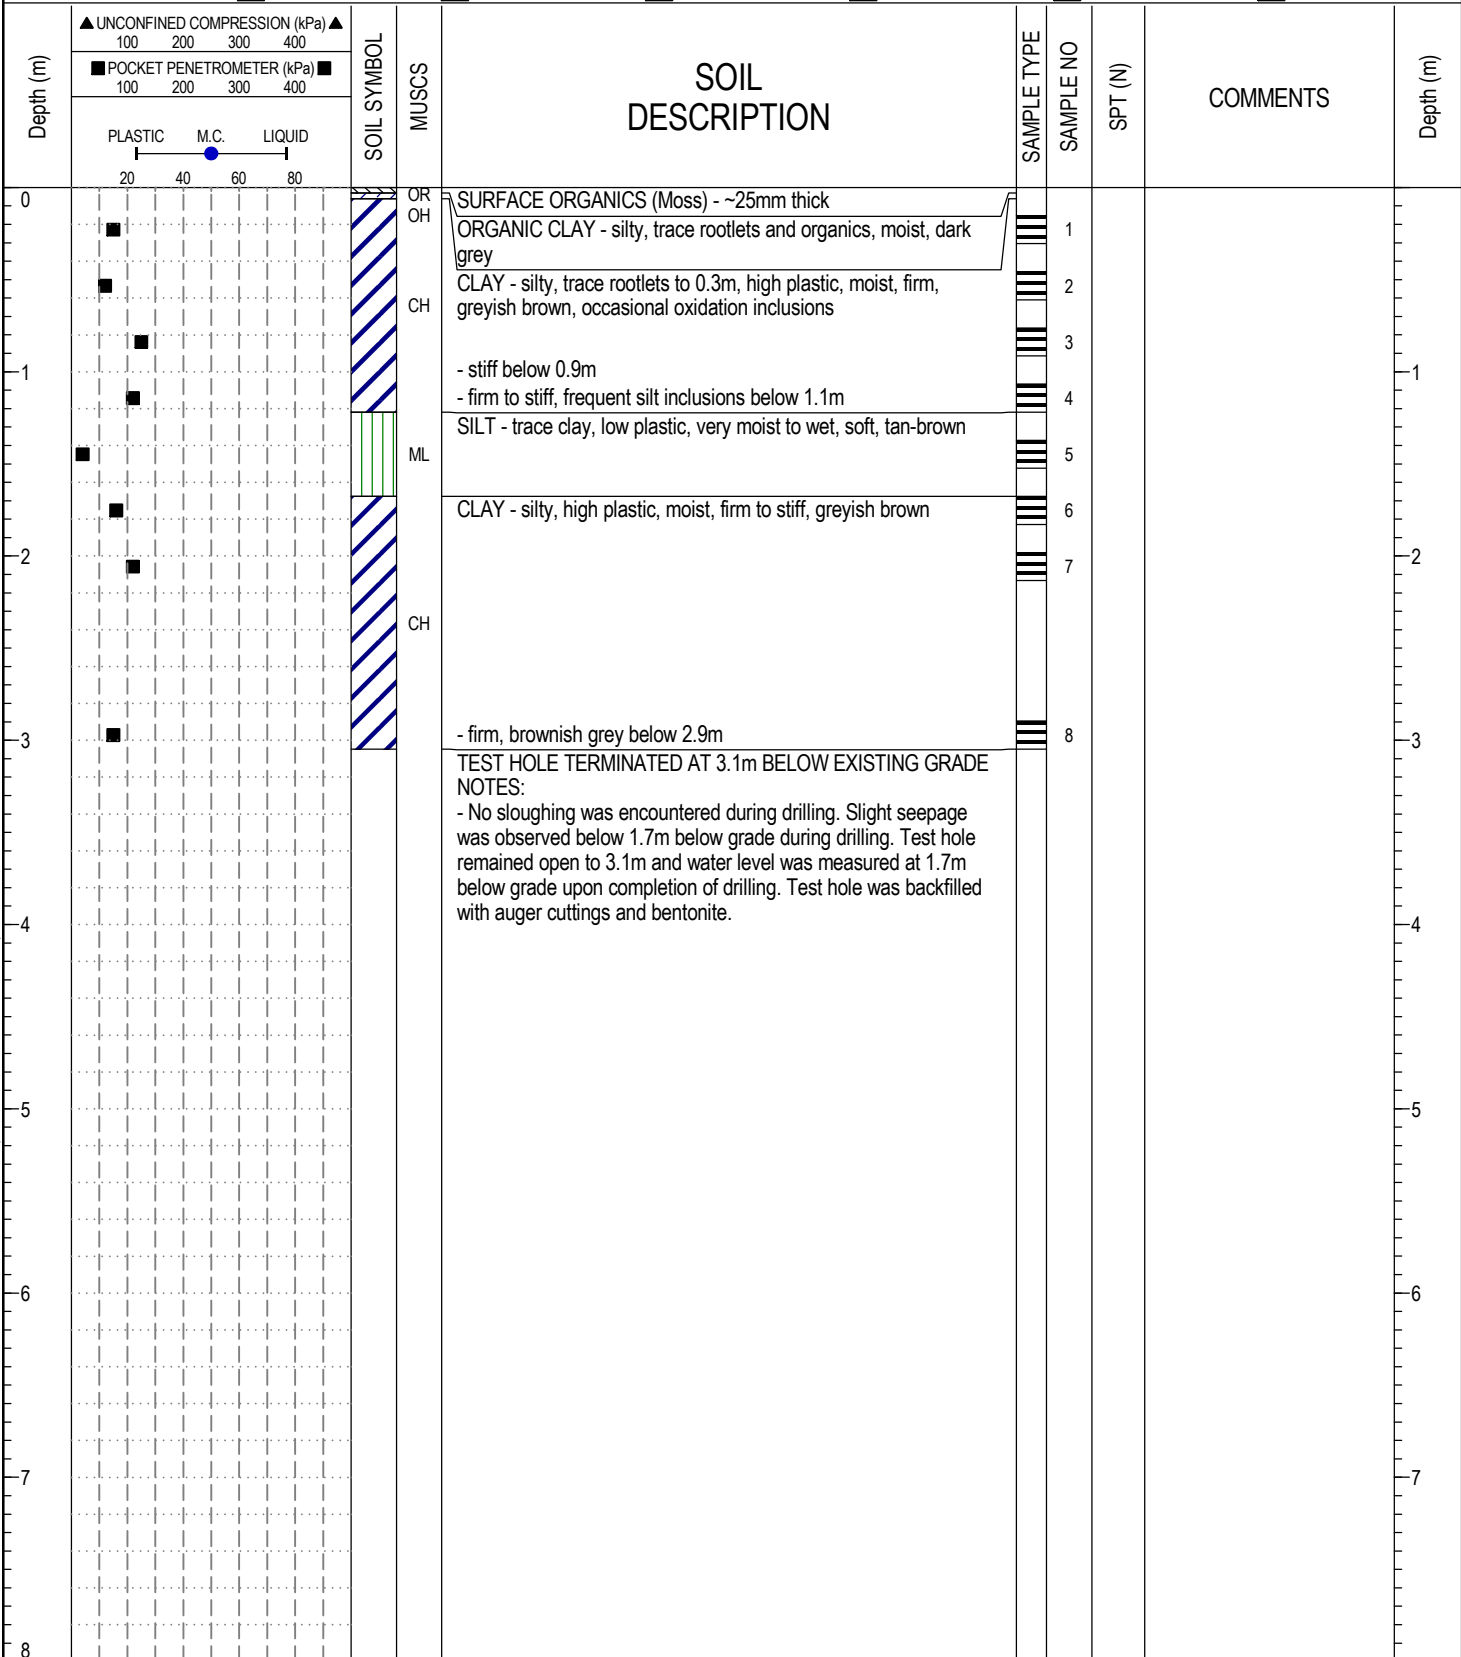 Depth (m)
▲ UNCONFINED COMPRESSION (kPa) ▲
100 200 300 400
■ POCKET PENETROMETER (kPa) ■
100 200 300 400
PLASTIC M.C. LIQUID
20 40 60 80
SOIL SYMBOL
MUSCS
SOIL
DESCRIPTION
SAMPLE TYPE
SAMPLE NO
SPT (N)
COMMENTS
Depth (m)
0
OR
SURFACE ORGANICS (Moss) - ~25mm thick
OH
ORGANIC CLAY - silty, trace rootlets and organics, moist, dark
grey
1
CLAY - silty, trace rootlets to 0.3m, high plastic, moist, firm,
greyish brown, occasional oxidation inclusions
2
CH
3
- stiff below 0.9m
1
1
- firm to stiff, frequent silt inclusions below 1.1m
4
SILT - trace clay, low plastic, very moist to wet, soft, tan-brown
ML
5
CLAY - silty, high plastic, moist, firm to stiff, greyish brown
6
2
7
2
CH
- firm, brownish grey below 2.9m
8
3
3
TEST HOLE TERMINATED AT 3.1m BELOW EXISTING GRADE
NOTES:
- No sloughing was encountered during drilling. Slight seepage
was observed below 1.7m below grade during drilling. Test hole
remained open to 3.1m and water level was measured at 1.7m
below grade upon completion of drilling. Test hole was backfilled
with auger cuttings and bentonite.
4
4
5
5
6
6
7
7
8